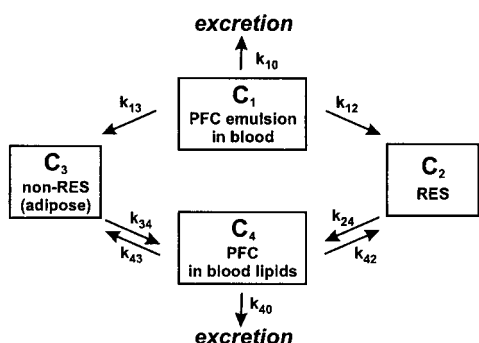 excretion
k10
k13
C1
PFC emulsion
in blood
k12
C3
non-RES
(adipose)
C2
RES
k34
k43
C4
PFC
in blood lipids
k24
k42
k40
excretion